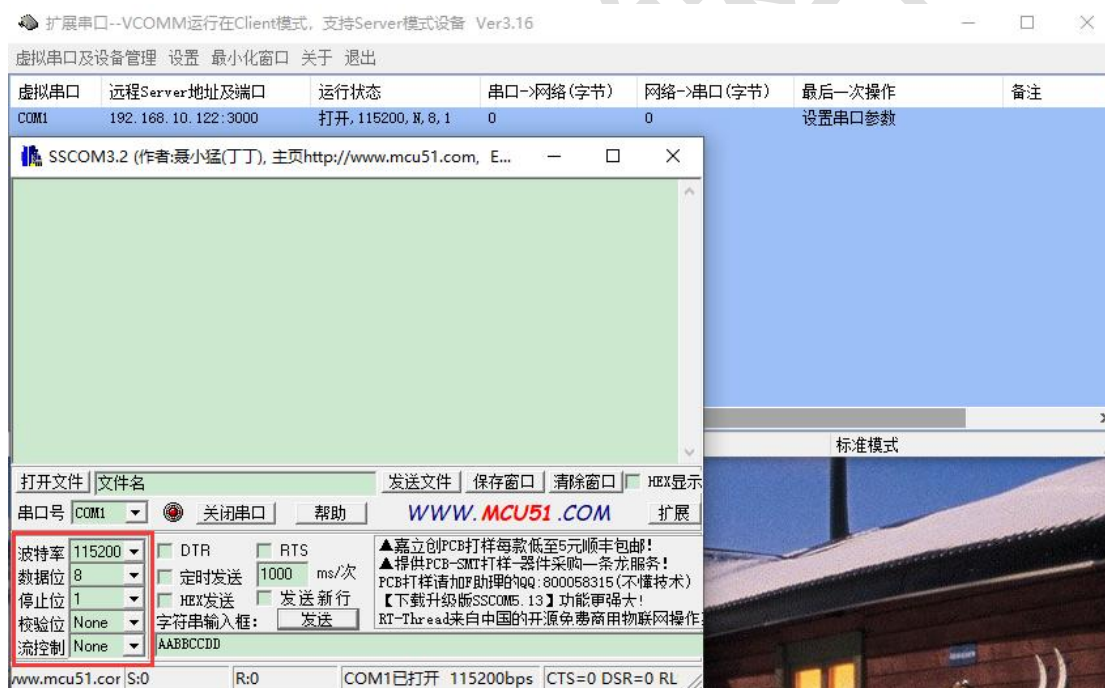 扩展串口--VCOMM运行在Client模式，支持Server模式设备 Ver3.16
虚拟串口及设备管理 设置 最小化窗口 关于 退出
虚拟串口 远程Server地址及端口 运行状态 串口->网络(字节) 网络->串口(字节) 最后一次操作 备注
COM1 192.168.10.122:3000 打开,115200,N,8,1 0 0 设置串口参数
SSCOM3.2 (作者:聂小猛(丁丁), 主页http://www.mcu51.com, E...
标准模式
打开文件 文件名 发送文件 保存窗口 清除窗口 HEX显示
串口号 COM1 关闭串口 帮助 WWW.MCU51.COM 扩展
波特率 115200 DTR RTS
数据位 8 定时发送 1000 ms/次
停止位 1 HEX发送 发送新行
校验位 None 字符串输入框: 发送
流控制 None AABBCCDD
▲嘉立创PCB打样每款低至5元顺丰包邮!
▲提供PCB-SMT打样-器件采购一条龙服务!
PCB打样请加QQ助理的QQ:800058315(不懂技术)
【下载升级版SSCOM5.13】功能更强大!
RT-Thread来自中国的开源免费商用物联网操作
www.mcu51.cor S:0 R:0 COM1已打开 115200bps CTS=0 DSR=0 RL